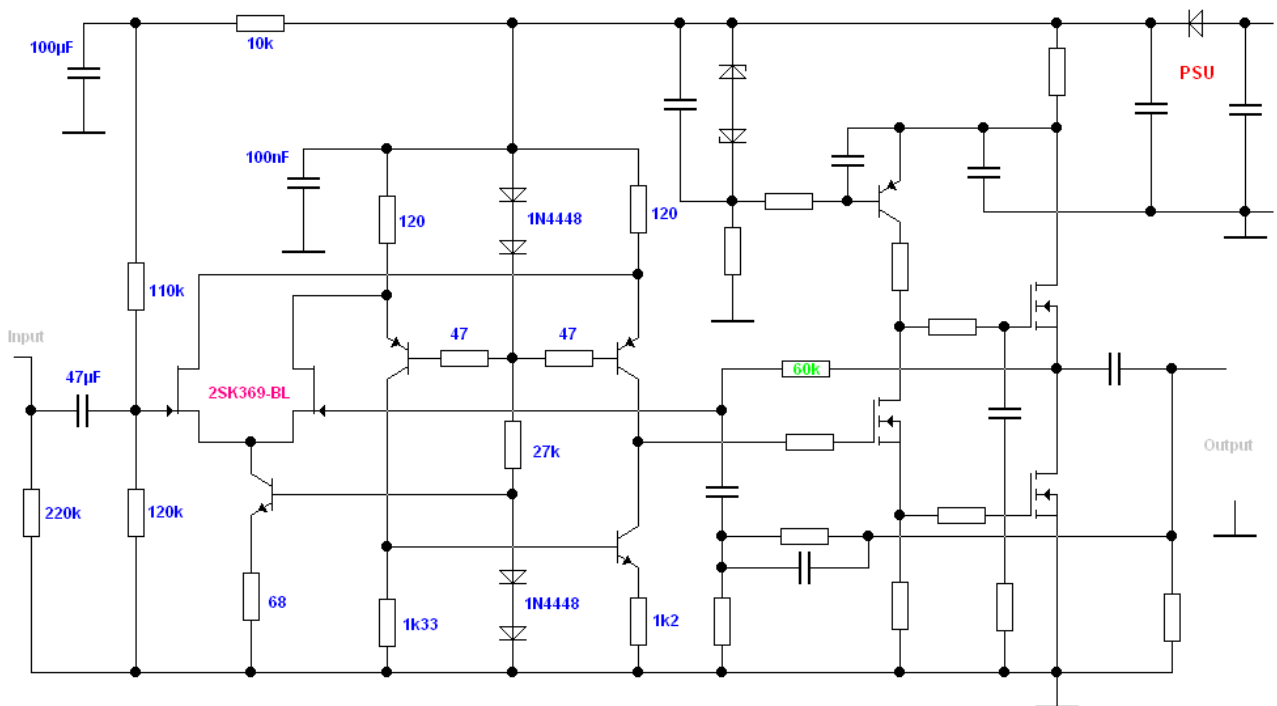 100µF
10k
PSU
100nF
120
1N4448
120
110k
Input
47
47
47µF
2SK369-BL
60k
27k
Output
220k
120k
68
1N4448
1k33
1k2